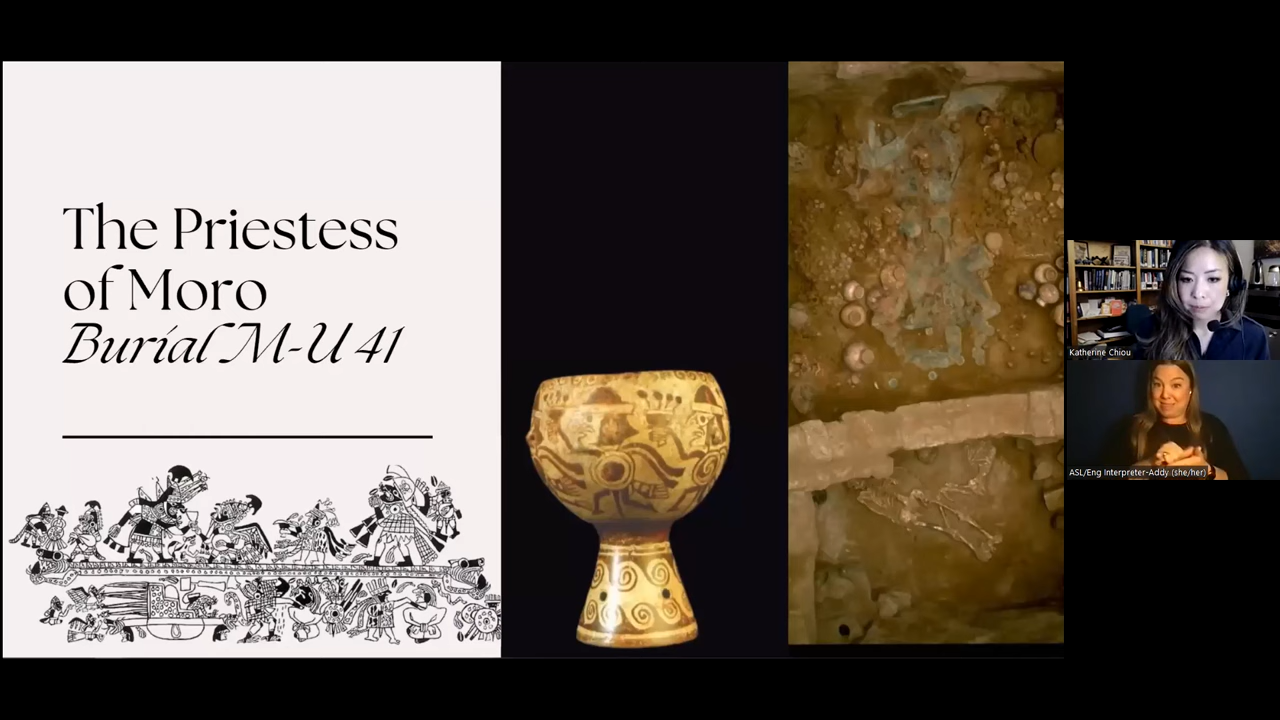 The Priestess
of Moro
Burial M-U 41
Katherine Chiou
ASL/Eng Interpreter-Addy (she/her)